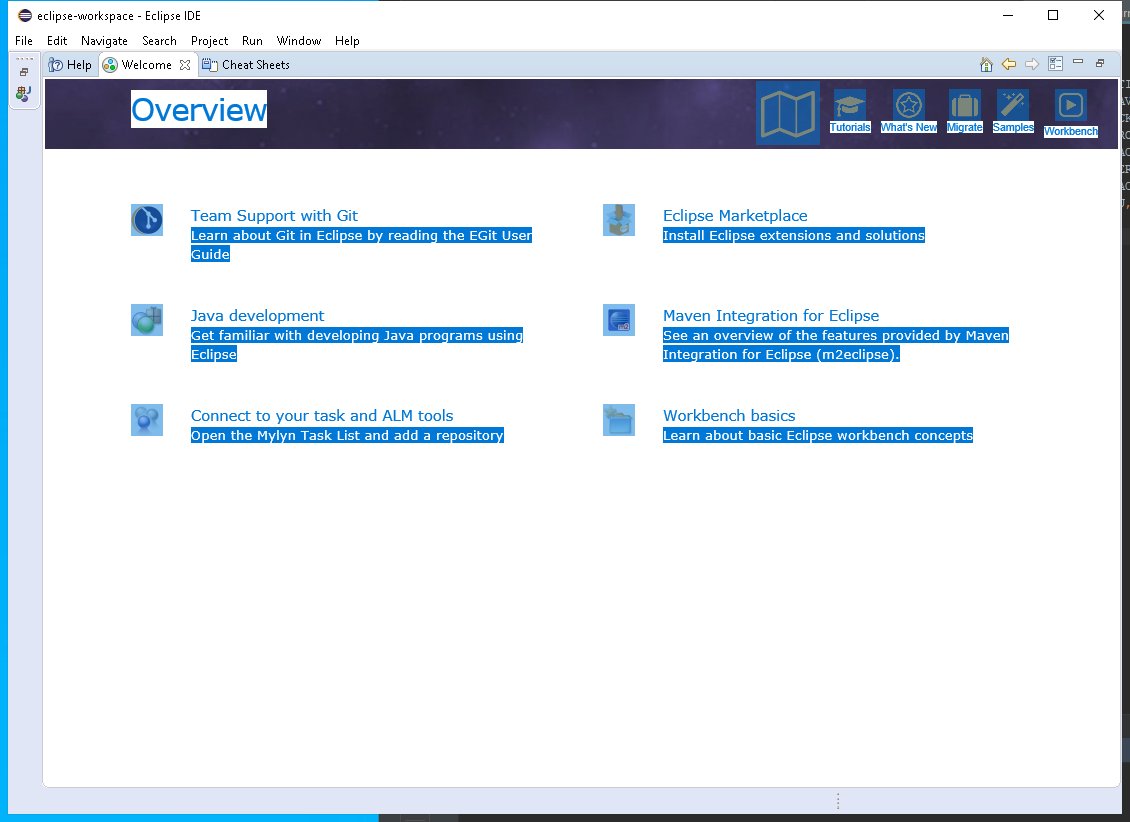 eclipse-workspace - Eclipse IDE
File Edit Navigate Search Project Run Window Help
Help Welcome Cheat Sheets
Overview
Tutorials What's New Migrate Samples Workbench
Team Support with Git
Learn about Git in Eclipse by reading the EGit User
Guide
Eclipse Marketplace
Install Eclipse extensions and solutions
Java development
Get familiar with developing Java programs using
Eclipse
Maven Integration for Eclipse
See an overview of the features provided by Maven
Integration for Eclipse (m2eclipse).
Connect to your task and ALM tools
Open the Mylyn Task List and add a repository
Workbench basics
Learn about basic Eclipse workbench concepts